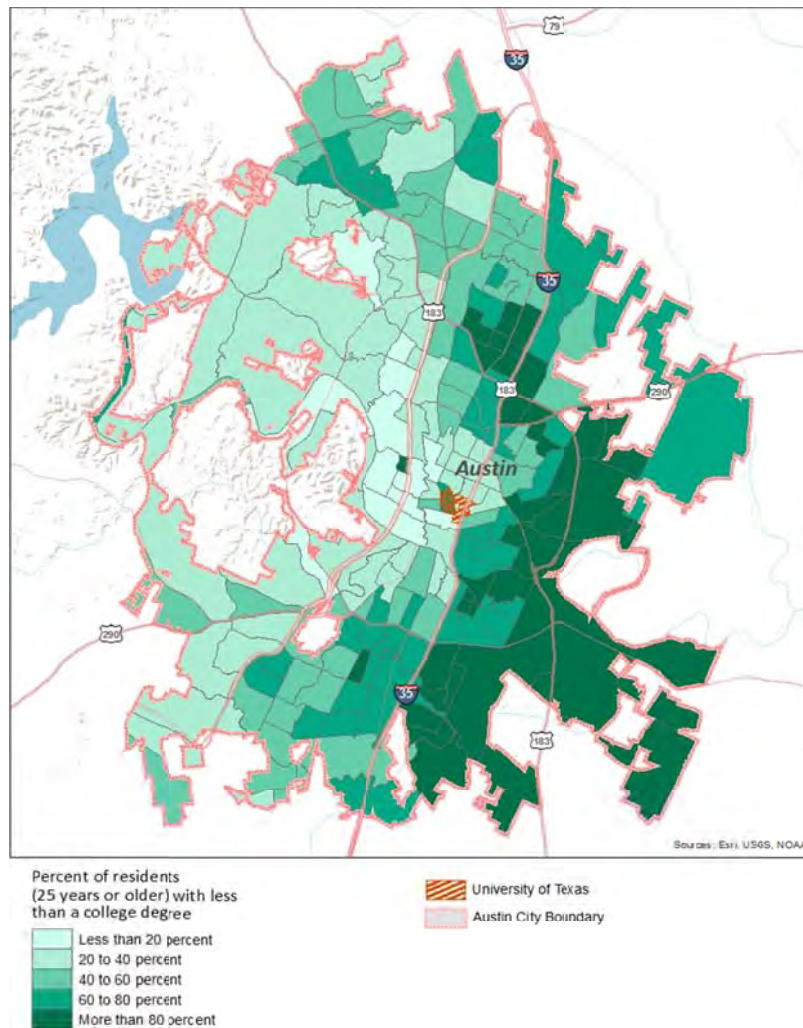 79
35
183
35
183
290
Austin
290
35
183
Sources: Esri, USGS, NOAA
Percent of residents
(25 years or older) with less
than a college degree
Less than 20 percent
20 to 40 percent
40 to 60 percent
60 to 80 percent
More than 80 percent
University of Texas
Austin City Boundary